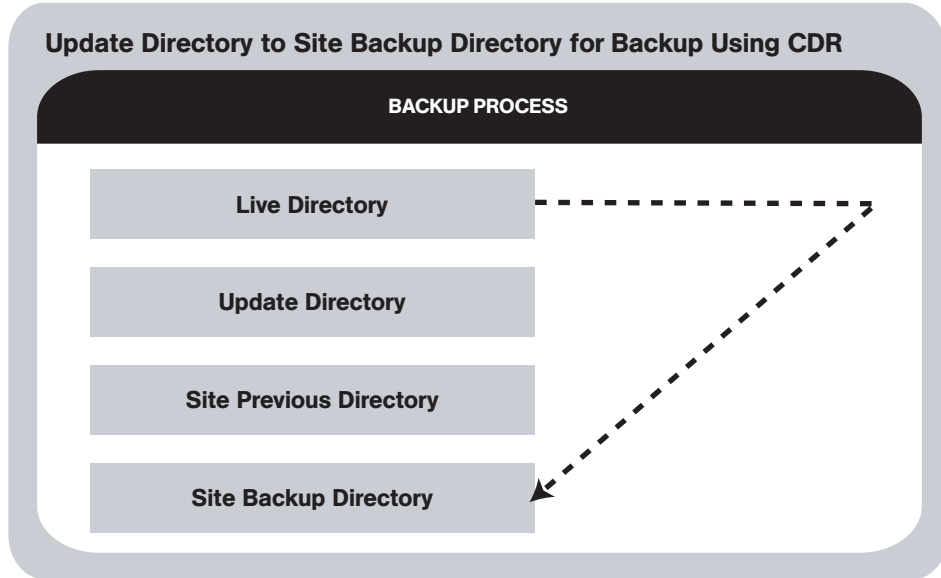 Update Directory to Site Backup Directory for Backup Using CDR
BACKUP PROCESS
Live Directory
Update Directory
Site Previous Directory
Site Backup Directory